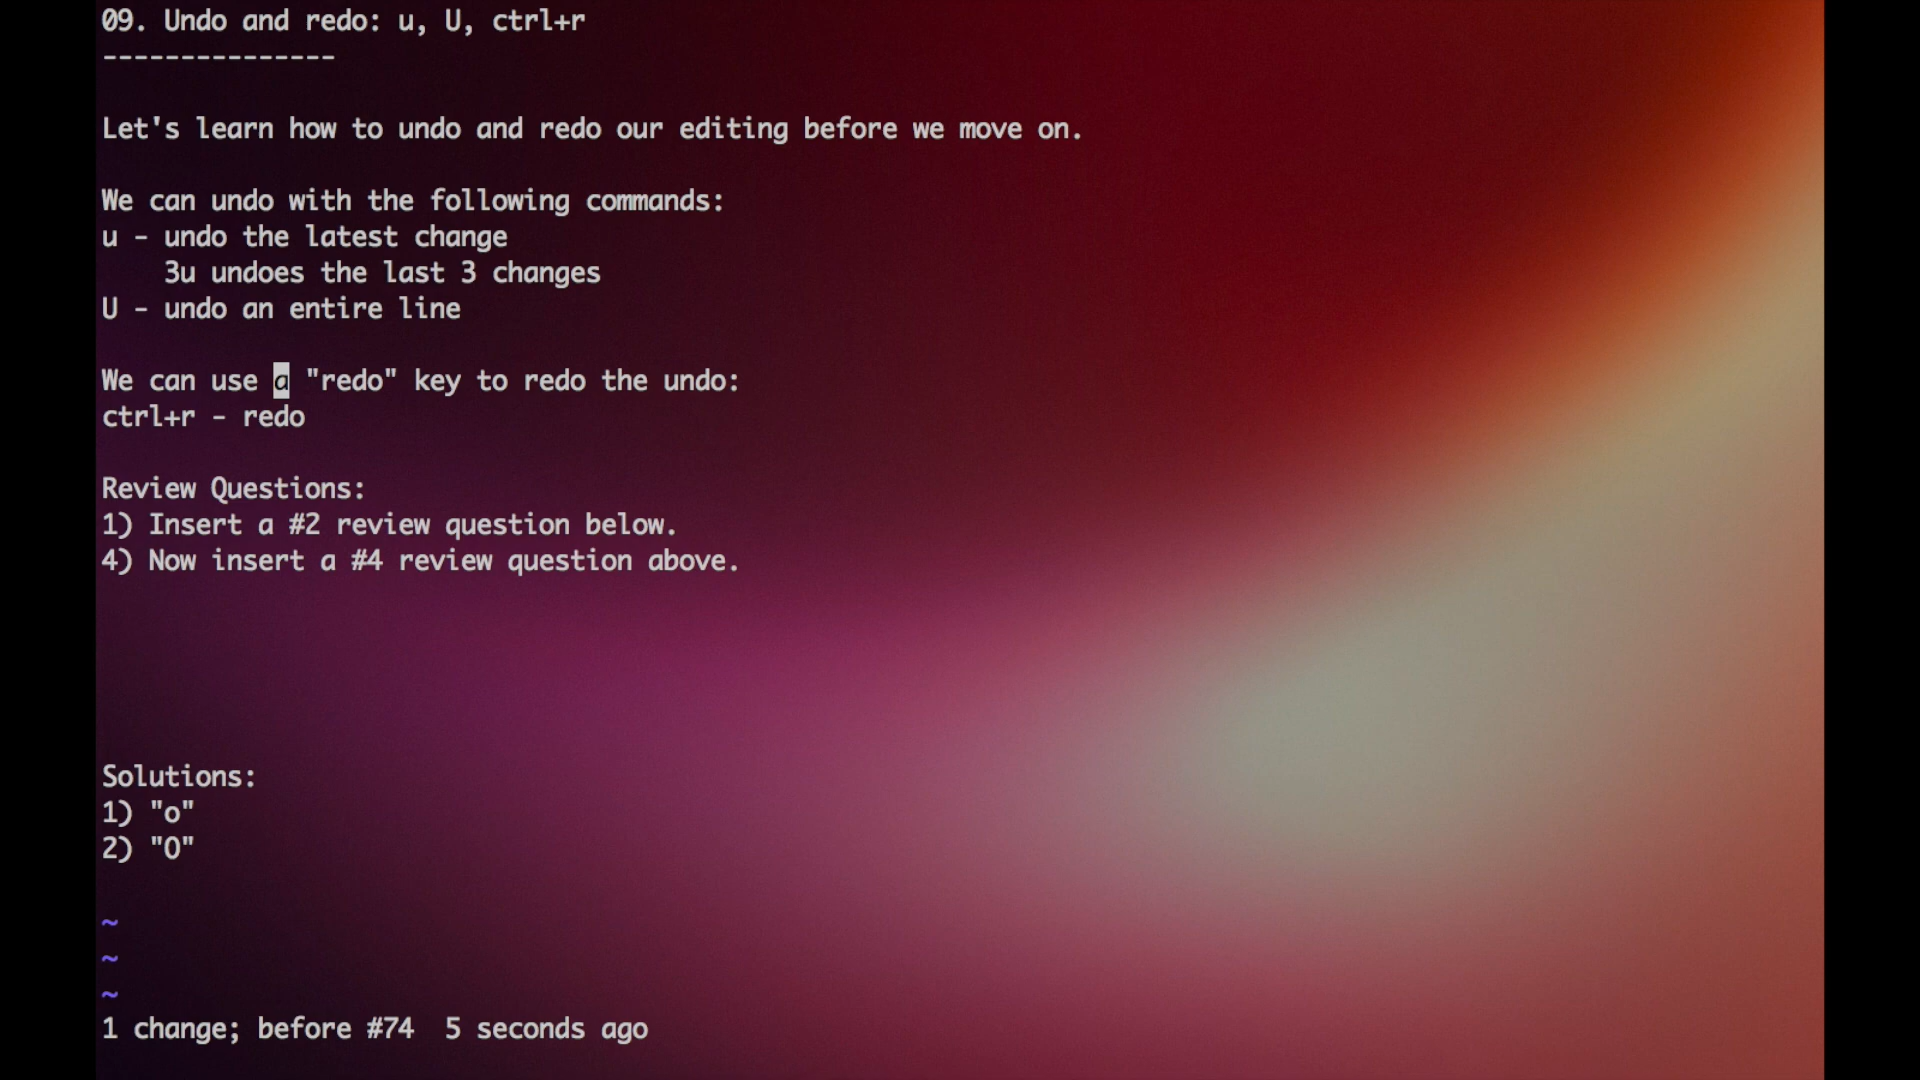 09. Undo and redo: u, U, ctrl+r
---------------
Let's learn how to undo and redo our editing before we move on.
We can undo with the following commands:
u - undo the latest change
    3u undoes the last 3 changes
U - undo an entire line
We can use a "redo" key to redo the undo:
ctrl+r - redo
Review Questions:
1) Insert a #2 review question below.
4) Now insert a #4 review question above.
Solutions:
1) "o"
2) "O"
~
~
~
1 change; before #74  5 seconds ago